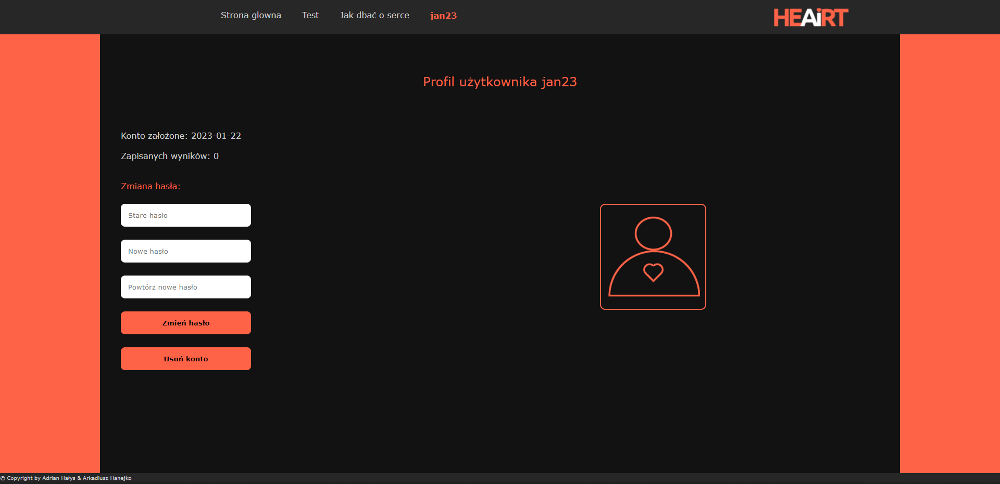 Strona glowna
Test
Jak dbać o serce
jan23
HEAiRT
Profil użytkownika jan23
Konto założone: 2023-01-22
Zapisanych wyników: 0
Zmiana hasła:
Stare hasło
Nowe hasło
Powtórz nowe hasło
Zmień hasło
Usuń konto
© Copyright by Adrian Hałys & Arkadiusz Hanejko